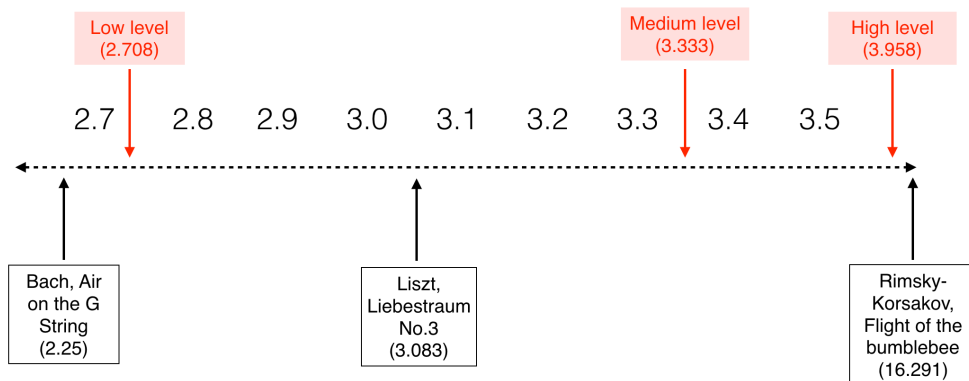 Low level
(2.708)
Medium level
(3.333)
High level
(3.958)
2.7 2.8 2.9 3.0 3.1 3.2 3.3 3.4 3.5
Bach, Air
on the G
String
(2.25)
Liszt,
Liebestraum
No.3
(3.083)
Rimsky-
Korsakov,
Flight of the
bumblebee
(16.291)